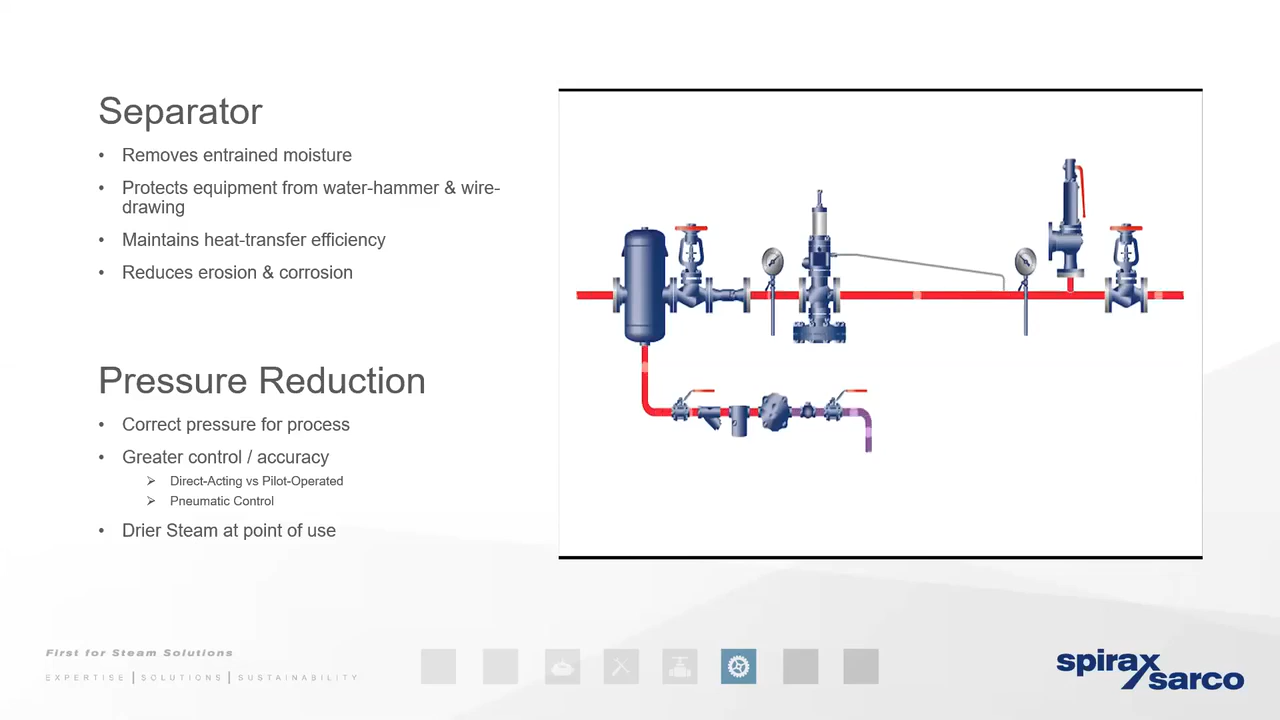 Separator
• Removes entrained moisture
• Protects equipment from water-hammer & wire-
drawing
• Maintains heat-transfer efficiency
• Reduces erosion & corrosion
Pressure Reduction
• Correct pressure for process
• Greater control / accuracy
➢ Direct-Acting vs Pilot-Operated
➢ Pneumatic Control
• Drier Steam at point of use
First for Steam Solutions
EXPERTISE | SOLUTIONS | SUSTAINABILITY
spirax
sarco